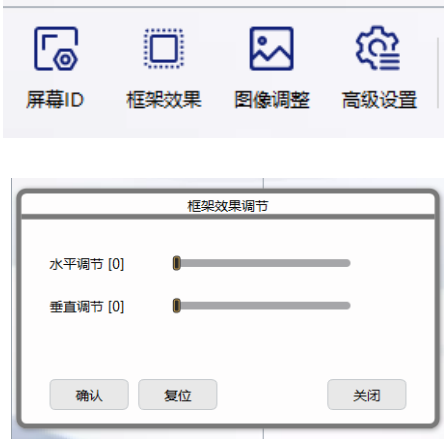 屏幕ID 框架效果 图像调整 高级设置
框架效果调节
水平调节 [0]
垂直调节 [0]
确认 复位 关闭